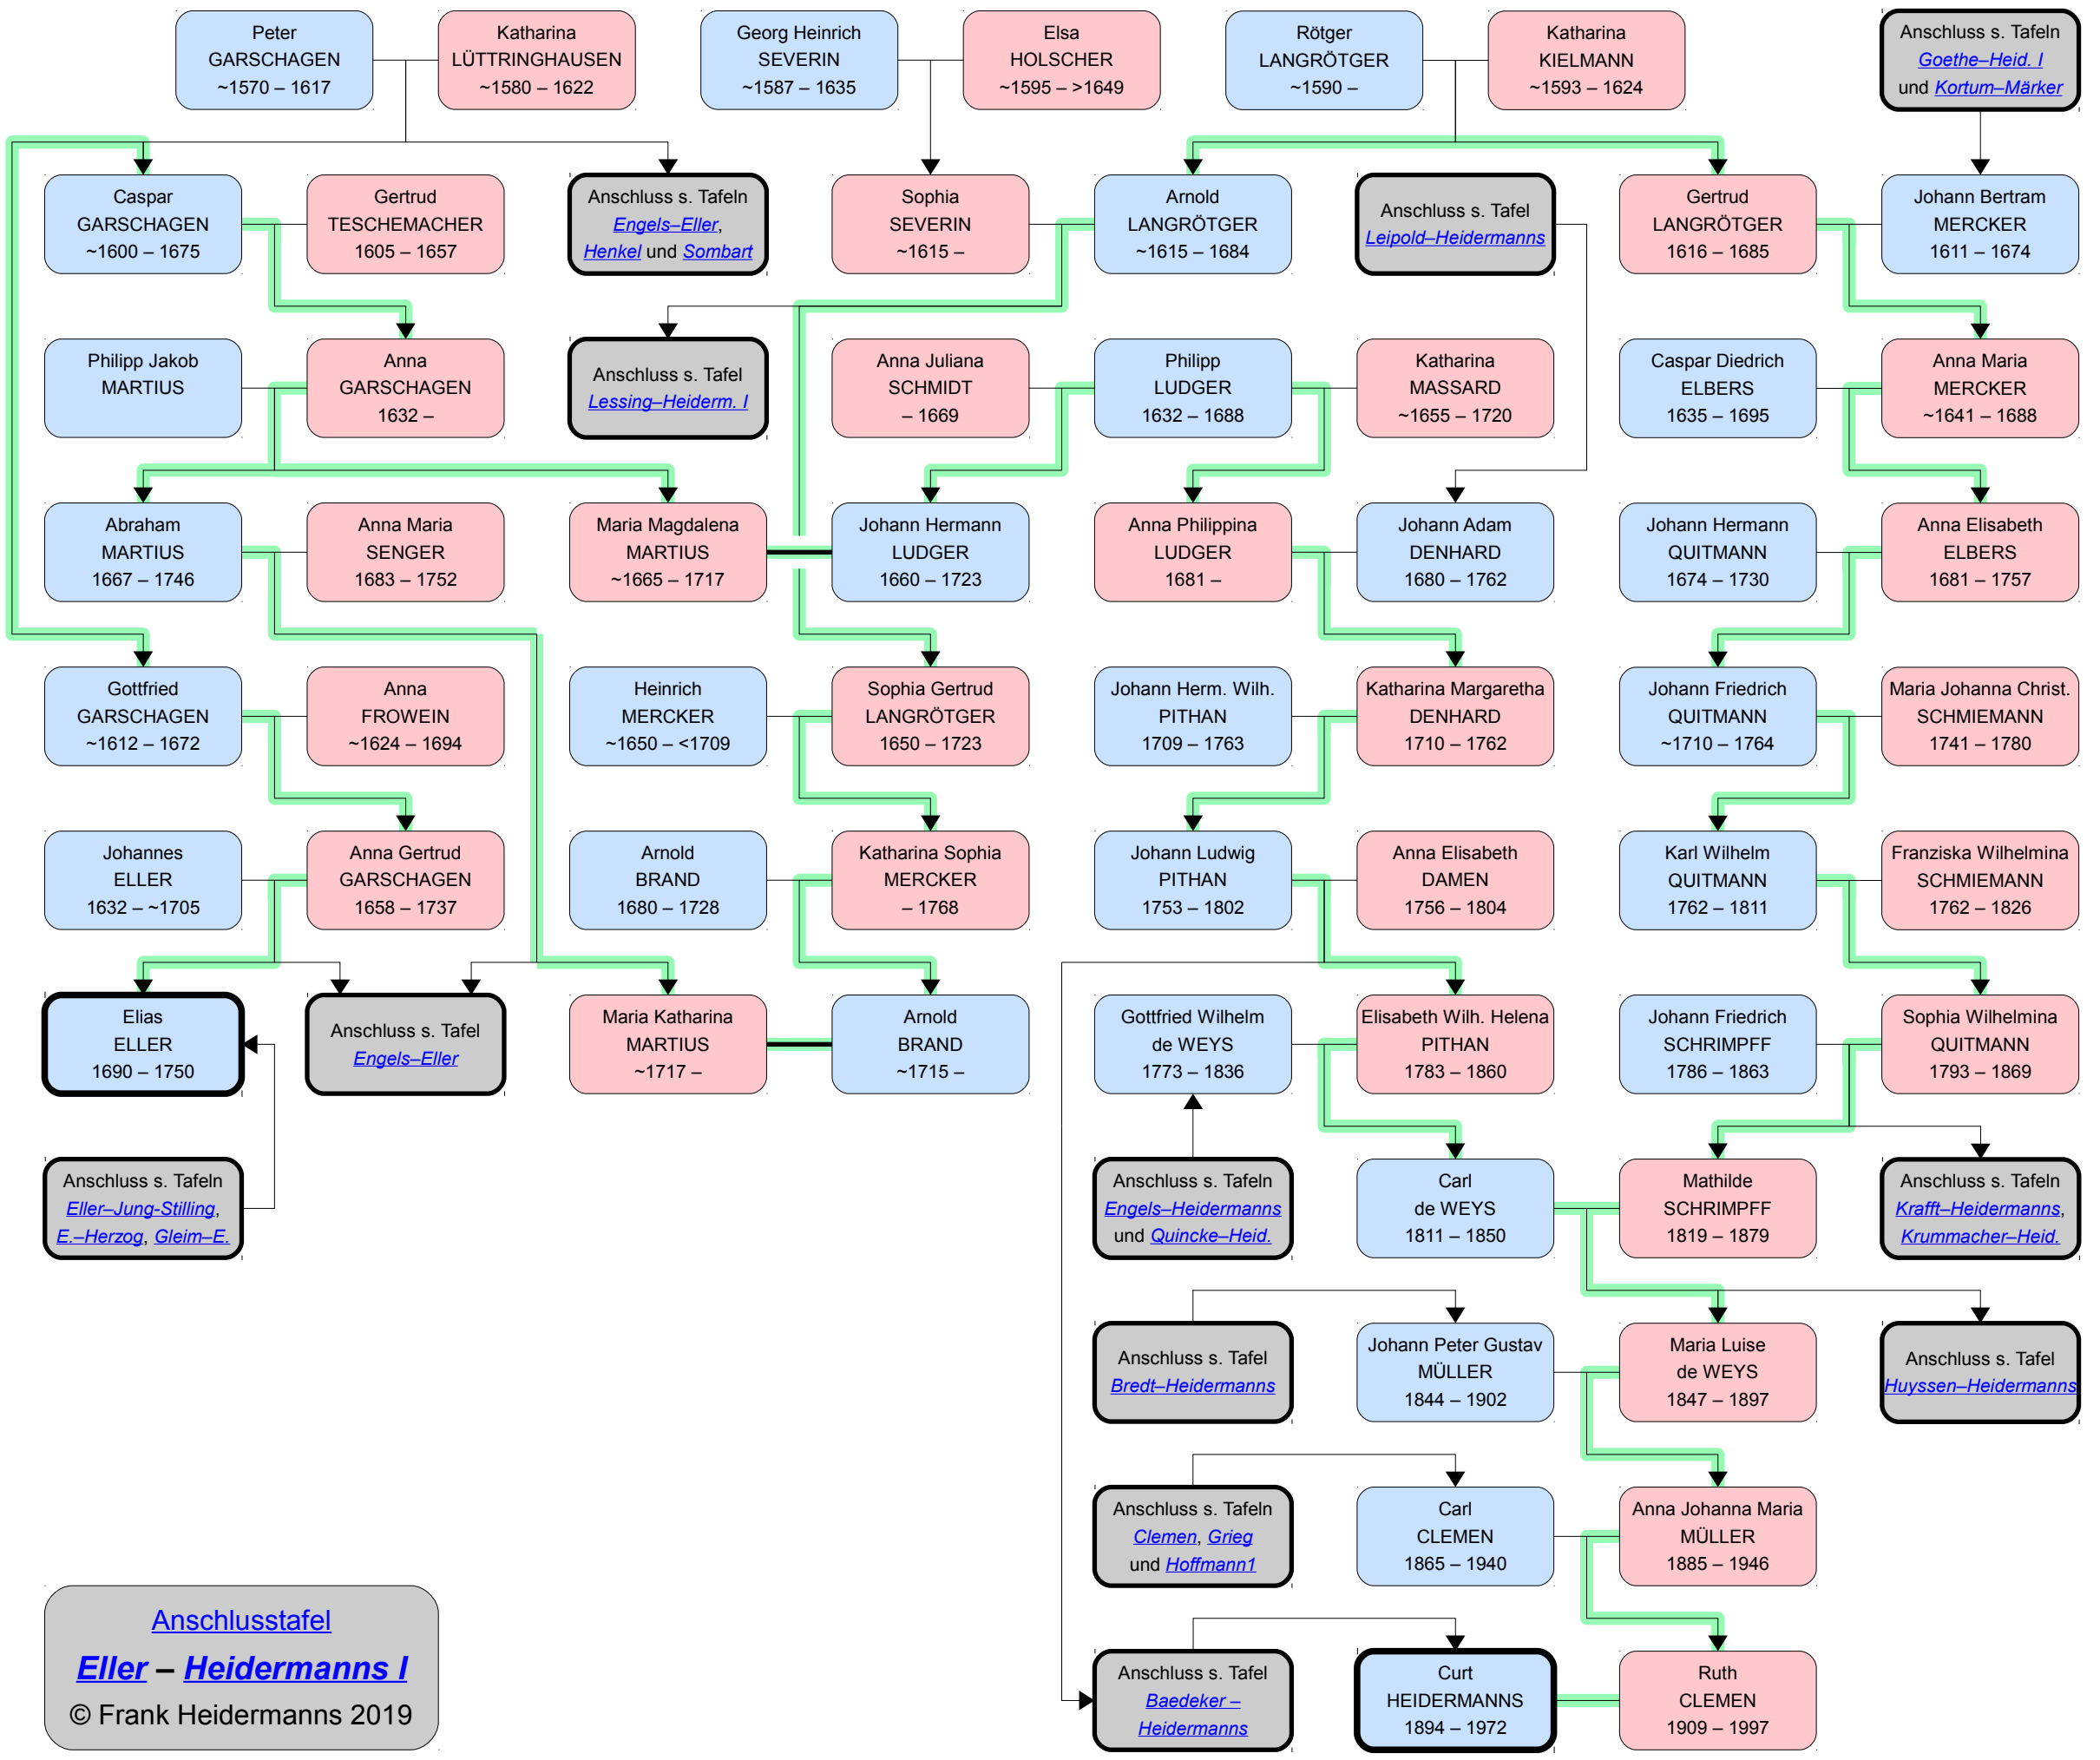 Peter
GARSCHAGEN
~1570 – 1617
Katharina
LÜTTRINGHAUSEN
~1580 – 1622
Georg Heinrich
SEVERIN
~1587 – 1635
Elsa
HOLSCHER
~1595 – >1649
Rötger
LANGRÖTGER
~1590 –
Katharina
KIELMANN
~1593 – 1624
Anschluss s. Tafeln
Goethe–Heid. I
und Kortum–Märker
Caspar
GARSCHAGEN
~1600 – 1675
Gertrud
TESCHEMACHER
1605 – 1657
Anschluss s. Tafeln
Engels–Eller,
Henkel und Sombart
Sophia
SEVERIN
~1615 –
Arnold
LANGRÖTGER
~1615 – 1684
Anschluss s. Tafel
Leipold–Heidermanns
Gertrud
LANGRÖTGER
1616 – 1685
Johann Bertram
MERCKER
1611 – 1674
Philipp Jakob
MARTIUS
Anna
GARSCHAGEN
1632 –
Anschluss s. Tafel
Lessing–Heiderm. I
Anna Juliana
SCHMIDT
– 1669
Philipp
LUDGER
1632 – 1688
Katharina
MASSARD
~1655 – 1720
Caspar Diedrich
ELBERS
1635 – 1695
Anna Maria
MERCKER
~1641 – 1688
Abraham
MARTIUS
1667 – 1746
Anna Maria
SENGER
1683 – 1752
Maria Magdalena
MARTIUS
~1665 – 1717
Johann Hermann
LUDGER
1660 – 1723
Anna Philippina
LUDGER
1681 –
Johann Adam
DENHARD
1680 – 1762
Johann Hermann
QUITMANN
1674 – 1730
Anna Elisabeth
ELBERS
1681 – 1757
Gottfried
GARSCHAGEN
~1612 – 1672
Anna
FROWEIN
~1624 – 1694
Heinrich
MERCKER
~1650 – <1709
Sophia Gertrud
LANGRÖTGER
1650 – 1723
Johann Herm. Wilh.
PITHAN
1709 – 1763
Katharina Margaretha
DENHARD
1710 – 1762
Johann Friedrich
QUITMANN
~1710 – 1764
Maria Johanna Christ.
SCHMIEMANN
1741 – 1780
Johannes
ELLER
1632 – ~1705
Anna Gertrud
GARSCHAGEN
1658 – 1737
Arnold
BRAND
1680 – 1728
Katharina Sophia
MERCKER
– 1768
Johann Ludwig
PITHAN
1753 – 1802
Anna Elisabeth
DAMEN
1756 – 1804
Karl Wilhelm
QUITMANN
1762 – 1811
Franziska Wilhelmina
SCHMIEMANN
1762 – 1826
Elias
ELLER
1690 – 1750
Anschluss s. Tafel
Engels–Eller
Maria Katharina
MARTIUS
~1717 –
Arnold
BRAND
~1715 –
Gottfried Wilhelm
de WEYS
1773 – 1836
Elisabeth Wilh. Helena
PITHAN
1783 – 1860
Johann Friedrich
SCHRIMPFF
1786 – 1863
Sophia Wilhelmina
QUITMANN
1793 – 1869
Anschluss s. Tafeln
Eller–Jung-Stilling,
E.–Herzog, Gleim–E.
Anschluss s. Tafeln
Engels–Heidermanns
und Quincke–Heid.
Carl
de WEYS
1811 – 1850
Mathilde
SCHRIMPFF
1819 – 1879
Anschluss s. Tafeln
Krafft–Heidermanns,
Krummacher–Heid.
Anschluss s. Tafel
Bredt–Heidermanns
Johann Peter Gustav
MÜLLER
1844 – 1902
Maria Luise
de WEYS
1847 – 1897
Anschluss s. Tafel
Huyssen–Heidermanns
Anschluss s. Tafeln
Clemen, Grieg
und Hoffmann1
Carl
CLEMEN
1865 – 1940
Anna Johanna Maria
MÜLLER
1885 – 1946
Anschlusstafel
Eller – Heidermanns I
© Frank Heidermanns 2019
Anschluss s. Tafel
Baedeker –
Heidermanns
Curt
HEIDERMANNS
1894 – 1972
Ruth
CLEMEN
1909 – 1997